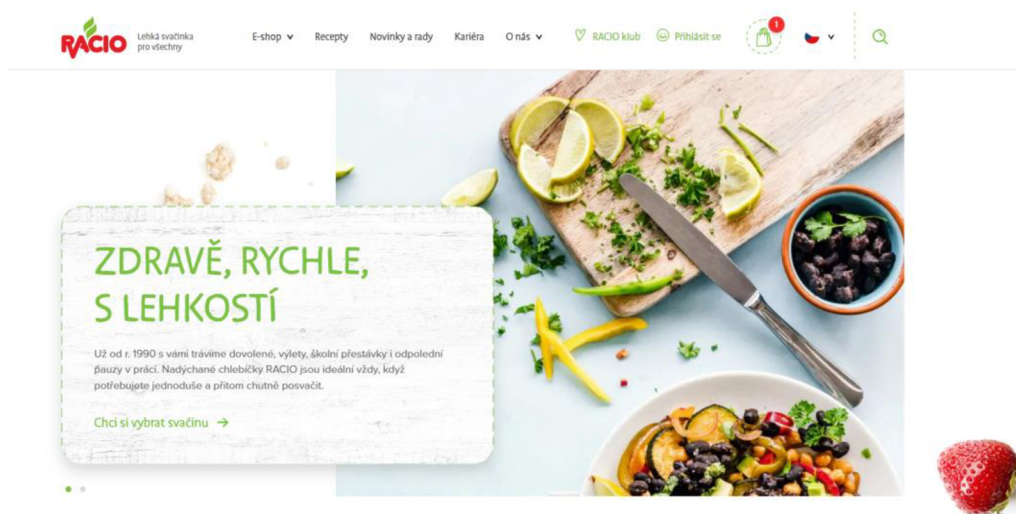 RACIO
Lehká svačinka
pro všechny
E-shop
Recepty
Novinky a rady
Kariéra
O nás
RACIO klub
Přihlásit se
1
ZDRAVĚ, RYCHLE,
S LEHKOSTÍ
Už od r. 1990 s vámi trávíme dovolené, výlety, školní přestávky i odpolední
pauzy v práci. Nadýchané chlebíčky RACIO jsou ideální vždy, když
potřebujete jednoduše a přitom chutně posvačit.
Chci si vybrat svačinu →